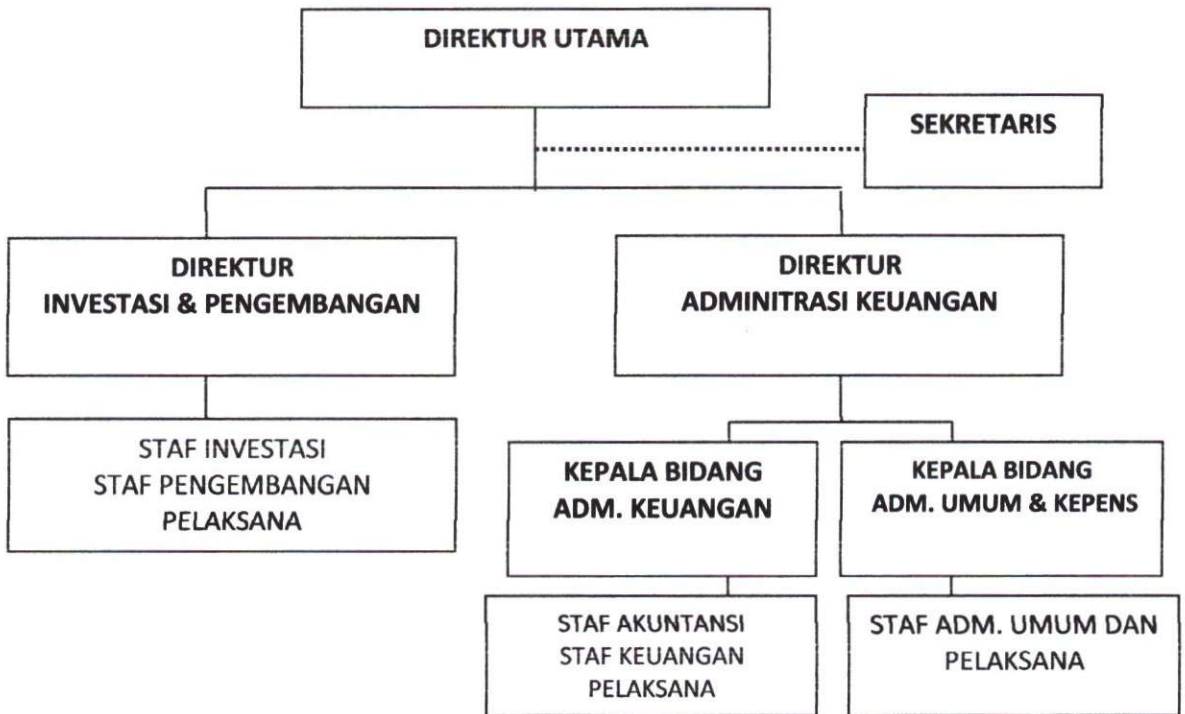 DIREKTUR UTAMA
SEKRETARIS
DIREKTUR
INVESTASI & PENGEMBANGAN
DIREKTUR
ADMINITRASI KEUANGAN
STAF INVESTASI
STAF PENGEMBANGAN
PELAKSANA
KEPALA BIDANG
ADM. KEUANGAN
KEPALA BIDANG
ADM. UMUM & KEPENS
STAF AKUNTANSI
STAF KEUANGAN
PELAKSANA
STAF ADM. UMUM DAN
PELAKSANA